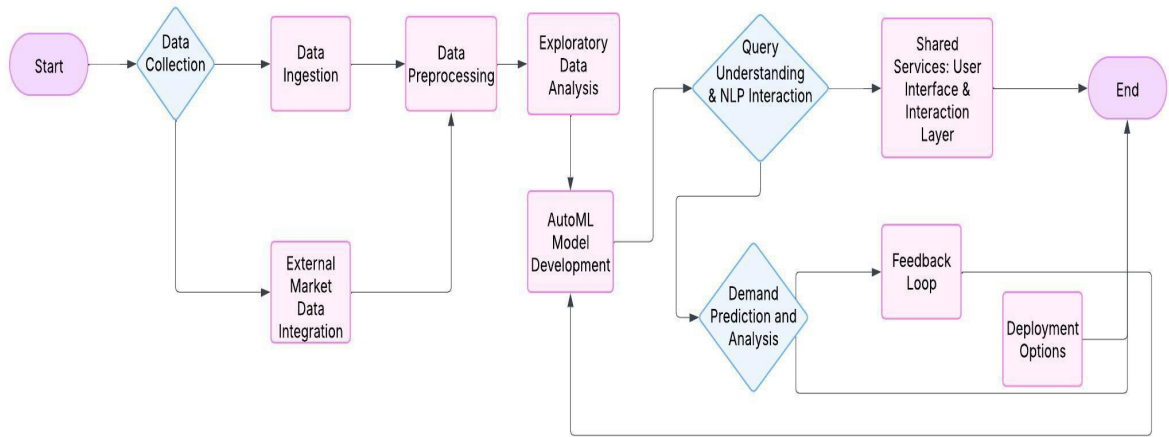 Start
Data
Collection
Data
Ingestion
Data
Preprocessing
Exploratory
Data
Analysis
Query
Understanding
& NLP Interaction
Shared
Services: User
Interface &
Interaction
Layer
End
External
Market
Data
Integration
AutoML
Model
Development
Demand
Prediction and
Analysis
Feedback
Loop
Deployment
Options